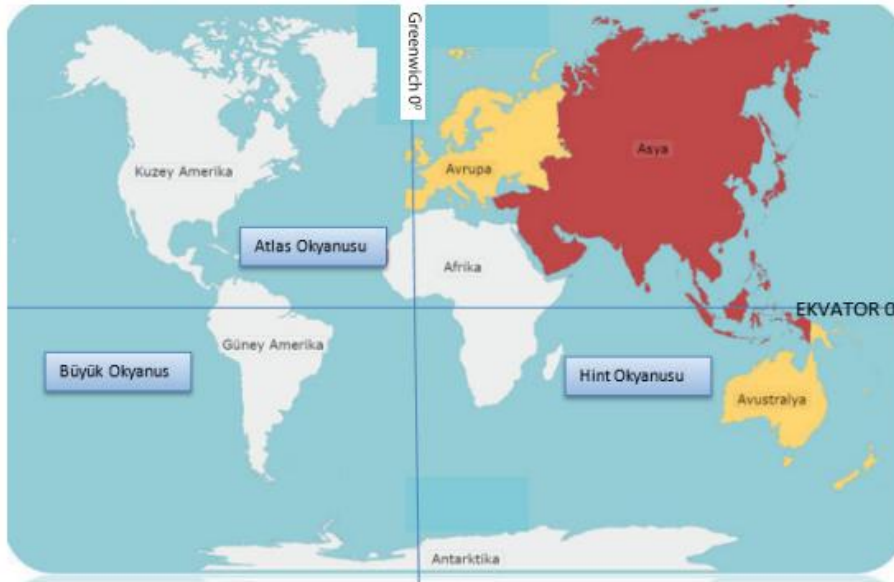 Greenwich 0⁰
Kuzey Amerika
Avrupa
Asya
Atlas Okyanusu
Afrika
EKVATOR 0
Güney Amerika
Büyük Okyanus
Hint Okyanusu
Avustralya
Antarktika